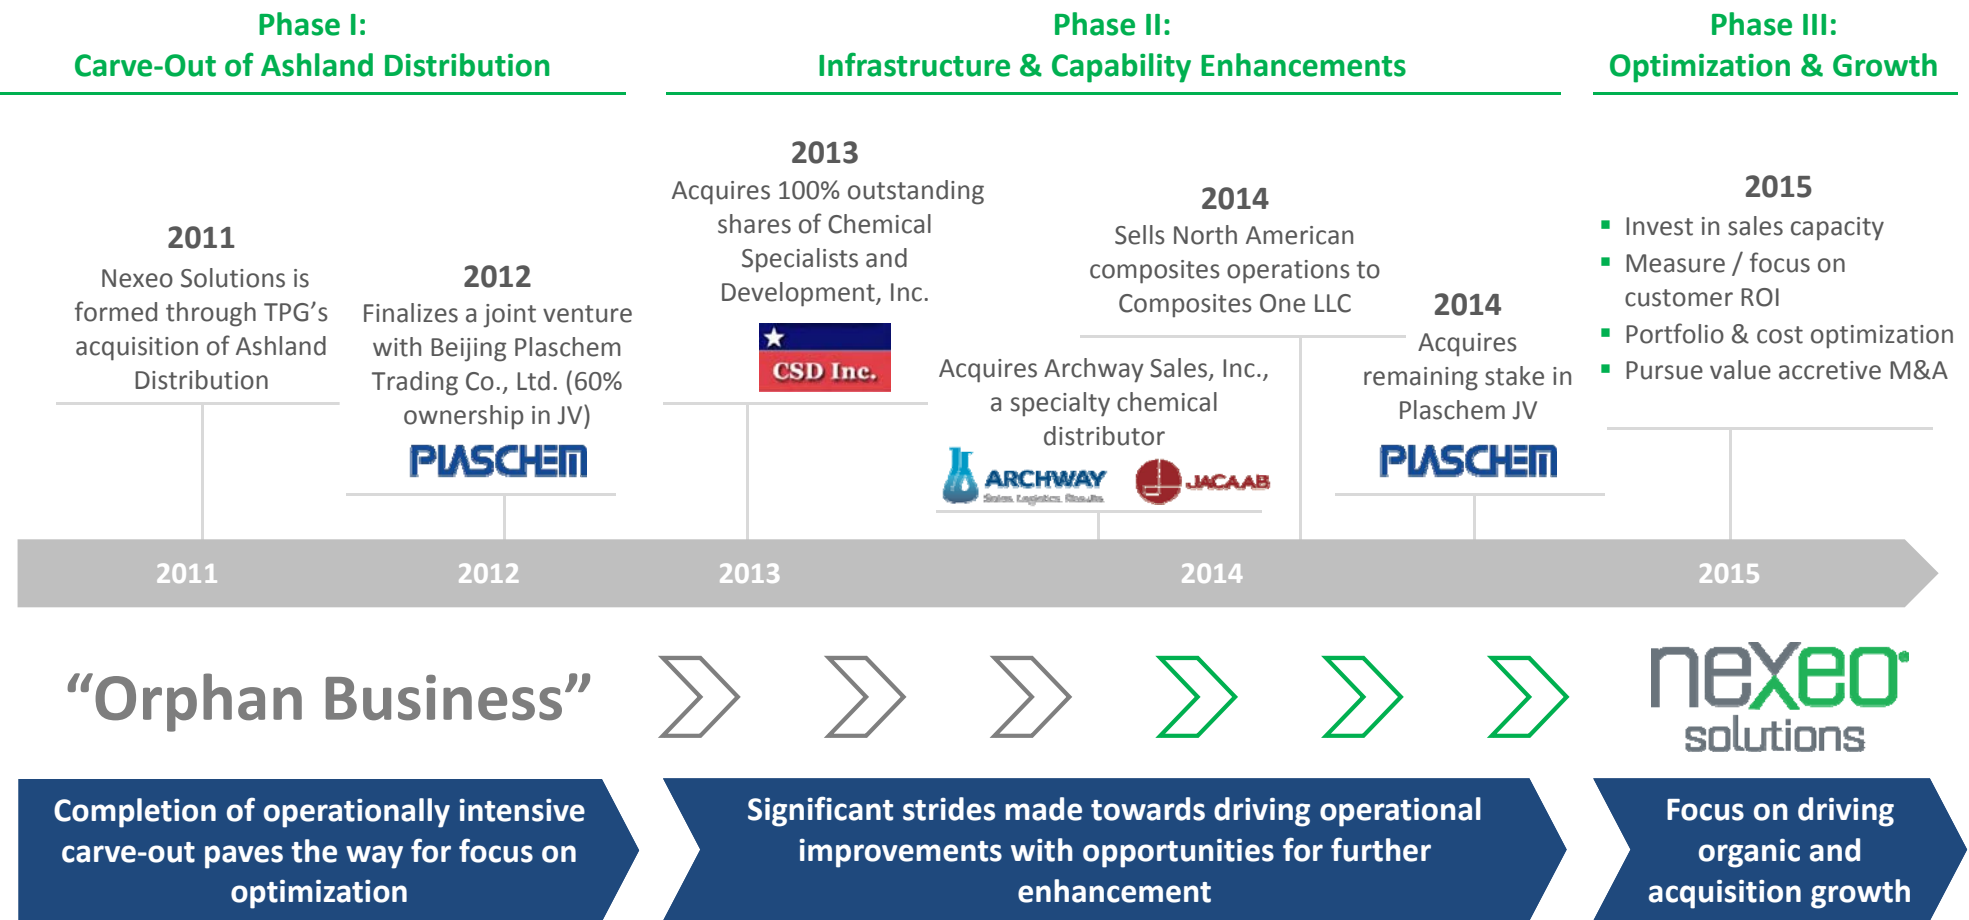 Phase I:
Carve-Out of Ashland Distribution
Phase II:
Infrastructure & Capability Enhancements
Phase III:
Optimization & Growth
2011
Nexeo Solutions is
formed through TPG’s
acquisition of Ashland
Distribution
2012
Finalizes a joint venture
with Beijing Plaschem
Trading Co., Ltd. (60%
ownership in JV)
PLASCHEM
2013
Acquires 100% outstanding
shares of Chemical
Specialists and
Development, Inc.
CSD Inc.
Acquires Archway Sales, Inc.,
a specialty chemical
distributor
ARCHWAY
Sales. Logistics. Results.
JACAAB
2014
Sells North American
composites operations to
Composites One LLC
2014
Acquires
remaining stake in
Plaschem JV
PLASCHEM
2015
▪ Invest in sales capacity
▪ Measure / focus on
customer ROI
▪ Portfolio & cost optimization
▪ Pursue value accretive M&A
2011
2012
2013
2014
2015
“Orphan Business”
nexeo
solutions
Completion of operationally intensive
carve-out paves the way for focus on
optimization
Significant strides made towards driving operational
improvements with opportunities for further
enhancement
Focus on driving
organic and
acquisition growth